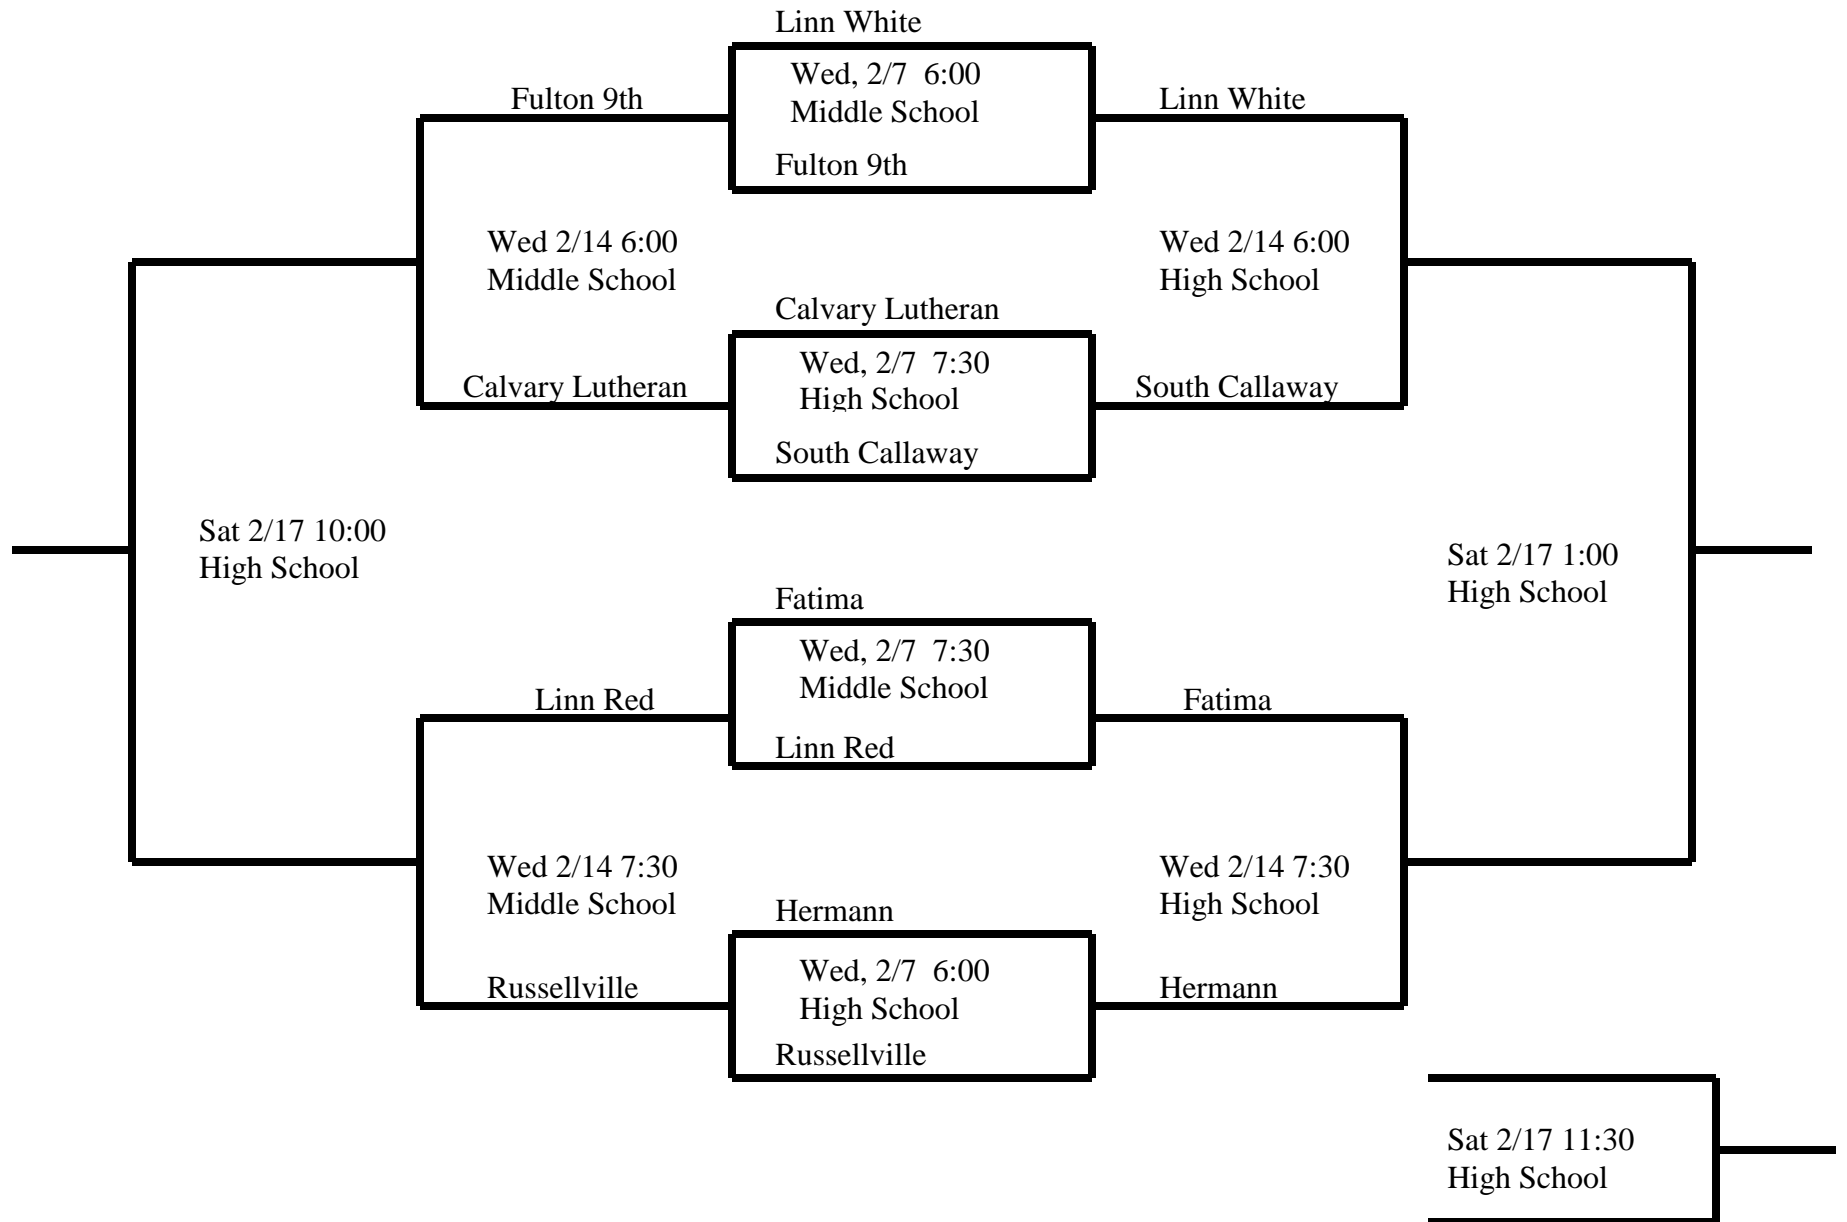 Linn White
Wed, 2/7  6:00
Middle School
Fulton 9th
Linn White
Fulton 9th
Wed 2/14 6:00
Middle School
Wed 2/14 6:00
High School
Calvary Lutheran
Wed, 2/7  7:30
High School
Calvary Lutheran
South Callaway
South Callaway
Sat 2/17 10:00
High School
Sat 2/17 1:00
High School
Fatima
Wed, 2/7  7:30
Middle School
Linn Red
Fatima
Linn Red
Wed 2/14 7:30
Middle School
Wed 2/14 7:30
High School
Hermann
Wed, 2/7  6:00
High School
Russellville
Hermann
Russellville
Sat 2/17 11:30
High School